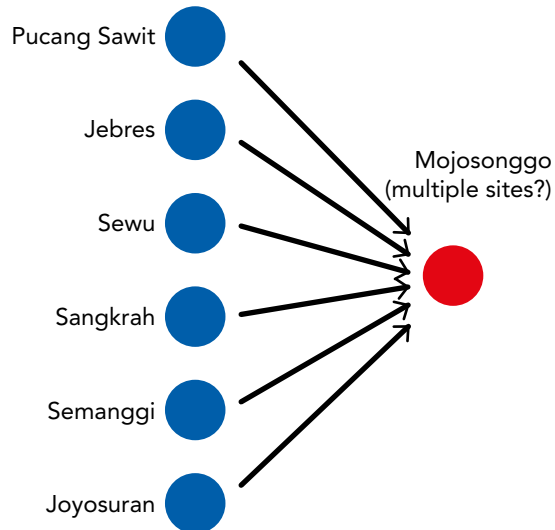 Pucang Sawit
Jebres
Mojosonggo
(multiple sites?)
Sewu
Sangkrah
Semanggi
Joyosuran